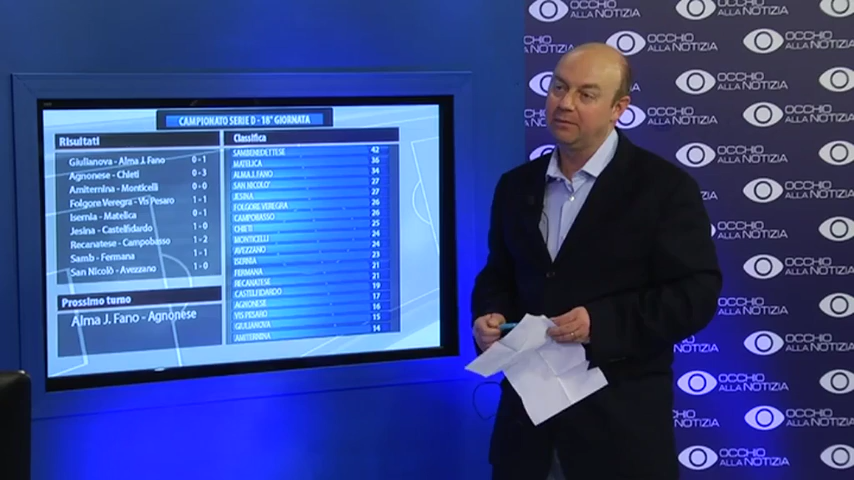 CAMPIONATO SERIE D - 18° GIORNATA
Risultati
Giulianova - Alma J. Fano 0 - 1
Agnonese - Chieti 0 - 3
Amiternina - Monticelli 0 - 0
Folgore Veregra - Vis Pesaro 1 - 1
Isernia - Matelica 0 - 1
Jesina - Castelfidardo 1 - 0
Recanatese - Campobasso 1 - 2
Samb - Fermana 1 - 1
San Nicolò - Avezzano 1 - 0
Prossimo turno
Alma J. Fano - Agnonese
Classifica
SAMBENEDETTESE 42
MATELICA 36
ALMA J. FANO 34
SAN NICOLO' 27
JESINA 27
FOLGORE VEREGRA 26
CAMPOBASSO 26
CHIETI 25
MONTICELLI 24
AVEZZANO 24
ISERNIA 23
FERMANA 21
RECANATESE 21
CASTELFIDARDO 19
AGNONESE 17
VIS PESARO 16
GIULIANOVA 15
AMITERNINA 14
OCCHIO ALLA NOTIZIA